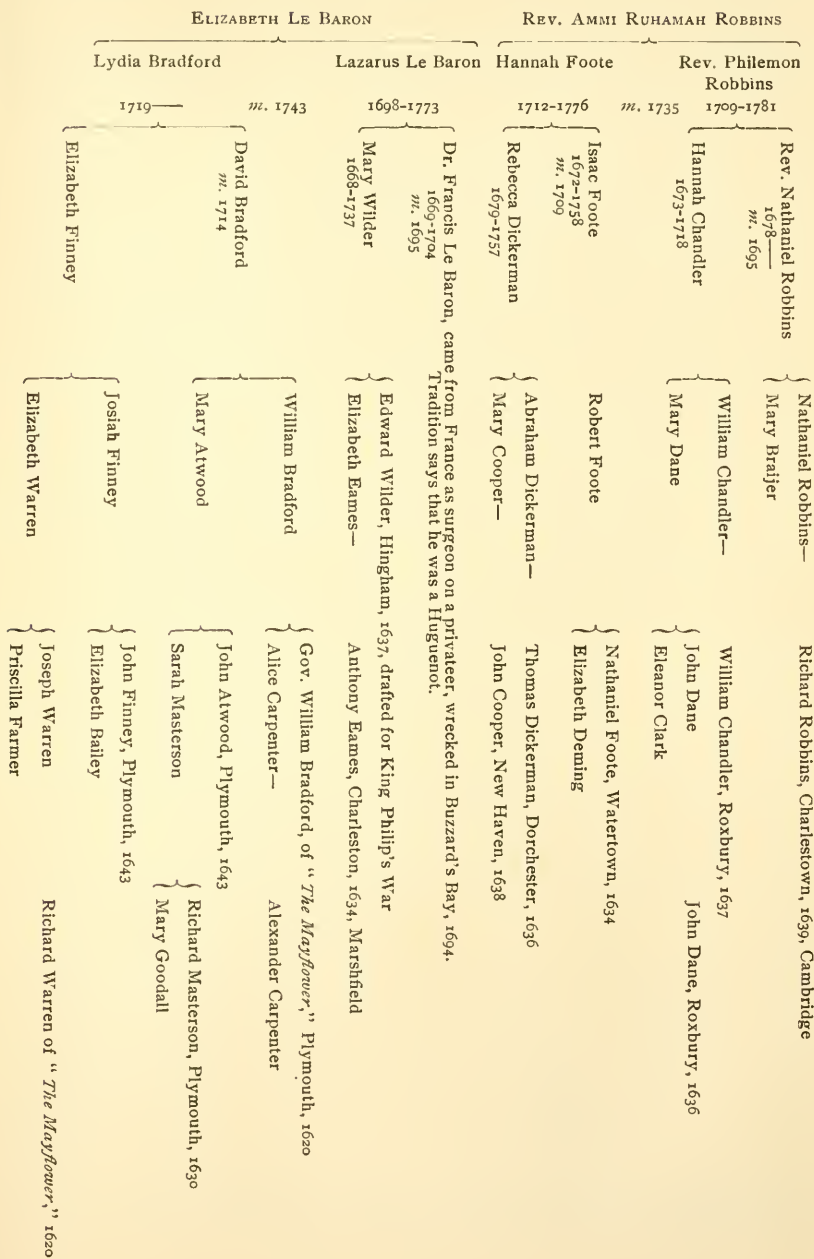 ELIZABETH LE BARON
REV. AMMI RUHAMAH ROBBINS
Lydia Bradford
Lazarus Le Baron
Hannah Foote
Rev. Philemon
Robbins
1719——
m. 1743
1698-1773
1712-1776
m. 1735
1709-1781
Rev. Nathaniel Robbins
1678——
m. 1695
Hannah Chandler
1673-1718
Isaac Foote
1672-1758
m. 1709
Rebecca Dickerman
1679-1757
Dr. Francis Le Baron, came from France as surgeon on a privateer, wrecked in Buzzard's Bay, 1694.
1669-1704
m. 1695
Tradition says that he was a Huguenot.
Mary Wilder
1668-1737
David Bradford
m. 1714
Elizabeth Finney
Nathaniel Robbins—
Mary Braijer
William Chandler—
Mary Dane
Robert Foote
Abraham Dickerman—
Mary Cooper—
Edward Wilder, Hingham, 1637, drafted for King Philip's War
Elizabeth Eames—
William Bradford
Mary Atwood
Josiah Finney
Elizabeth Warren
Richard Robbins, Charlestown, 1639, Cambridge
William Chandler, Roxbury, 1637
John Dane
Eleanor Clark
Nathaniel Foote, Watertown, 1634
Elizabeth Deming
Thomas Dickerman, Dorchester, 1636
John Cooper, New Haven, 1638
Anthony Eames, Charleston, 1634, Marshfield
Gov. William Bradford, of "The Mayflower," Plymouth, 1620
Alice Carpenter—
John Atwood, Plymouth, 1643
Sarah Masterson
John Finney, Plymouth, 1643
Elizabeth Bailey
Joseph Warren
Priscilla Farmer
John Dane, Roxbury, 1636
Alexander Carpenter
Richard Masterson, Plymouth, 1630
Mary Goodall
Richard Warren of "The Mayflower," 1620